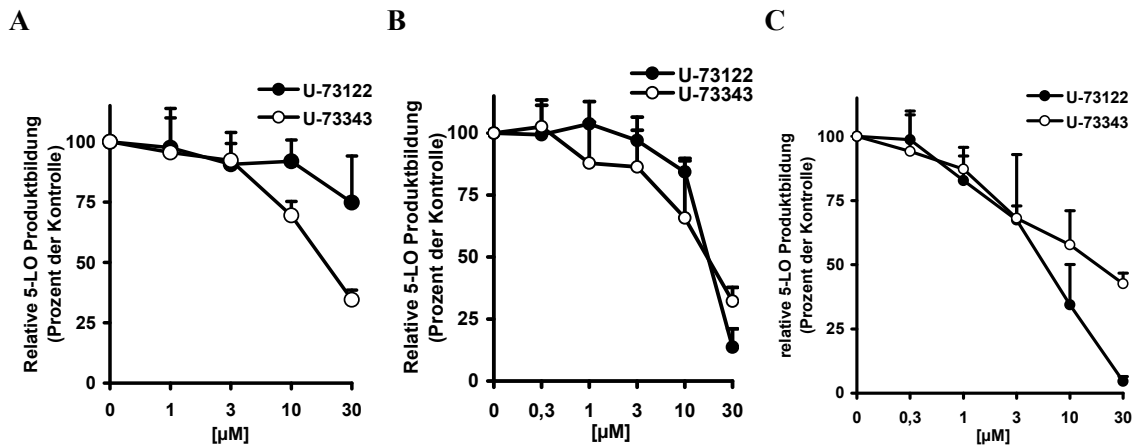 A
U-73122
U-73343
Relative 5-LO Produktbildung
(Prozent der Kontrolle)
100
75
50
25
0
0 1 3 10 30
[µM]
B
U-73122
U-73343
Relative 5-LO Produktbildung
(Prozent der Kontrolle)
100
75
50
25
0
0 0,3 1 3 10 30
[µM]
C
U-73122
U-73343
relative 5-LO Produktbildung
(Prozent der Kontrolle)
100
75
50
25
0
0 0,3 1 3 10 30
[µM]